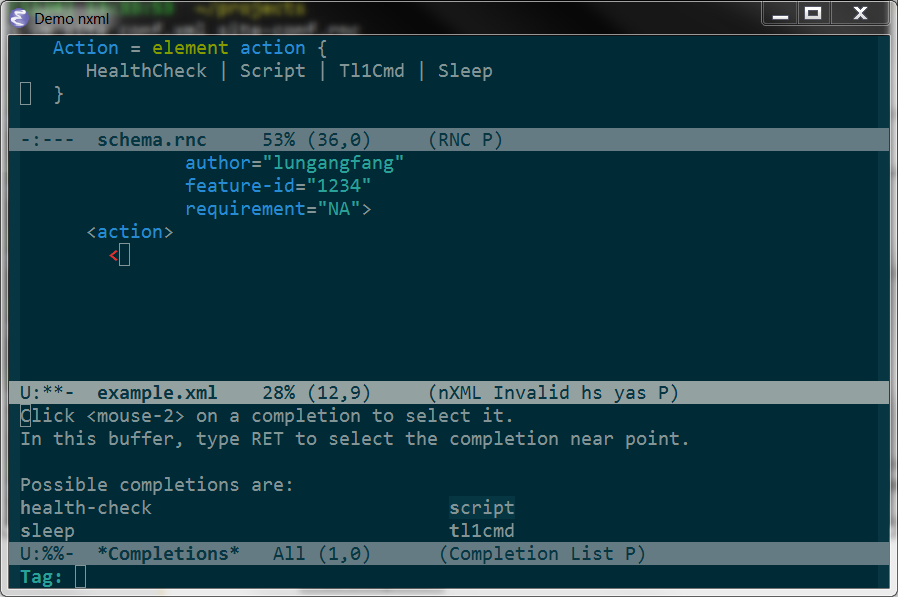 Demo nxml
Action = element action {
HealthCheck | Script | Tl1Cmd | Sleep
}
-:---  schema.rnc     53% (36,0)     (RNC P)
author="lungangfang"
feature-id="1234"
requirement="NA">
<action>
<
U:**-  example.xml    28% (12,9)     (nXML Invalid hs yas P)
Click <mouse-2> on a completion to select it.
In this buffer, type RET to select the completion near point.
Possible completions are:
health-check                           script
sleep                                  tl1cmd
U:%%-  *Completions*   All (1,0)      (Completion List P)
Tag: